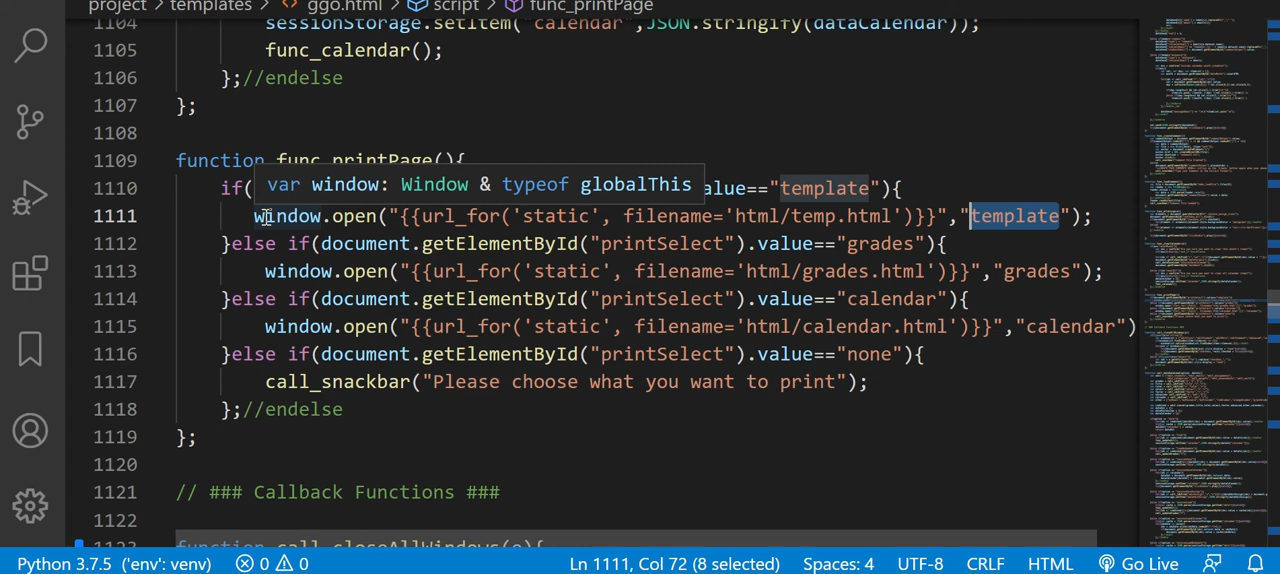 project > templates > <> ggo.html > script > func_printPage
1104 sessionStorage.setItem("calendar",JSON.stringify(dataCalendar));
1105 func_calendar();
1106 };//endelse
1107 };
1108
1109 function func_printPage(){
var window: Window & typeof globalThis
1110 if( value=="template"){
1111 window.open("{{url_for('static', filename='html/temp.html')}}","template");
1112 }else if(document.getElementById("printSelect").value=="grades"){
1113 window.open("{{url_for('static', filename='html/grades.html')}}","grades");
1114 }else if(document.getElementById("printSelect").value=="calendar){
1115 window.open("{{url_for('static', filename='html/calendar.html')}}","calendar")
1116 }else if(document.getElementById("printSelect").value=="none"){
1117 call_snackbar("Please choose what you want to print");
1118 };//endelse
1119 };
1120
1121 // ### Callback Functions ###
1122
1123 function call_closeAllWindows(e){
Python 3.7.5 ('env': venv) 0 0 Ln 1111, Col 72 (8 selected) Spaces: 4 UTF-8 CRLF HTML Go Live